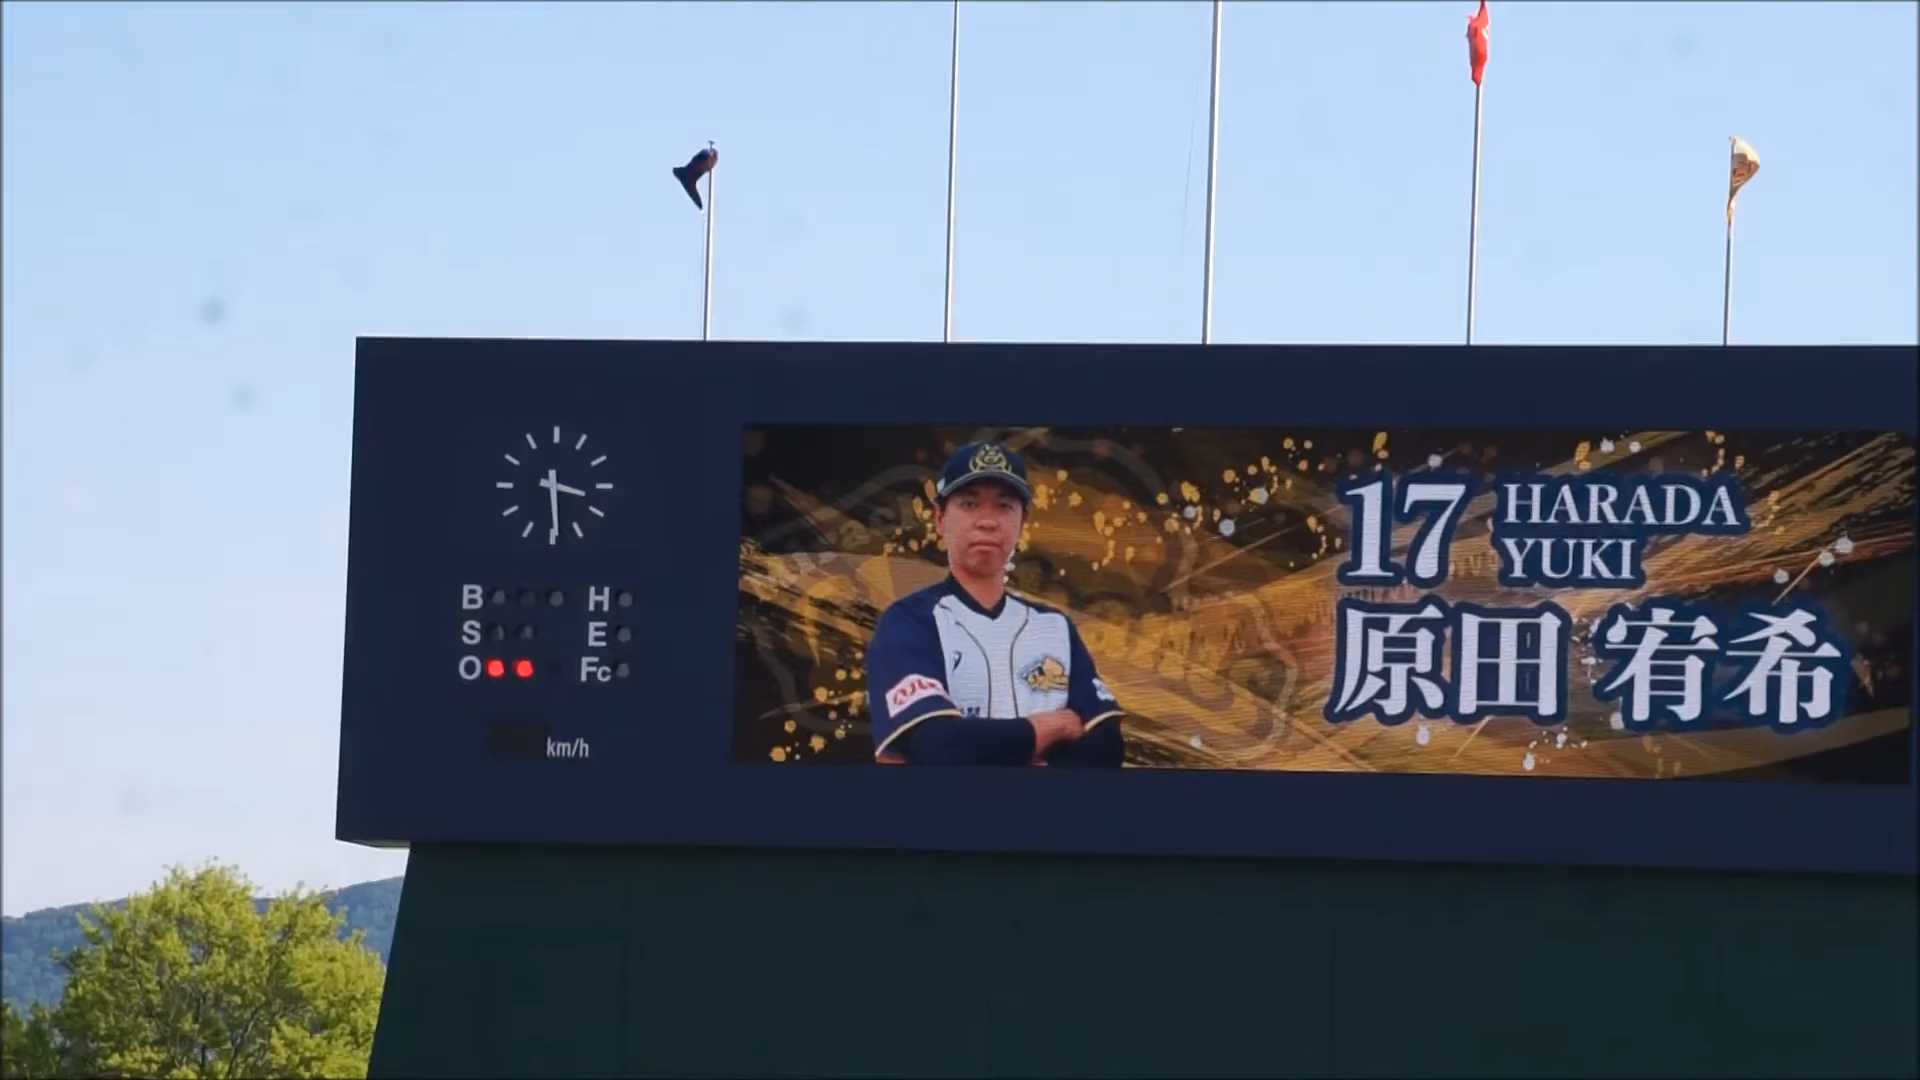 B H
S E
O Fc
km/h
17 HARADA
YUKI
原田 宥希